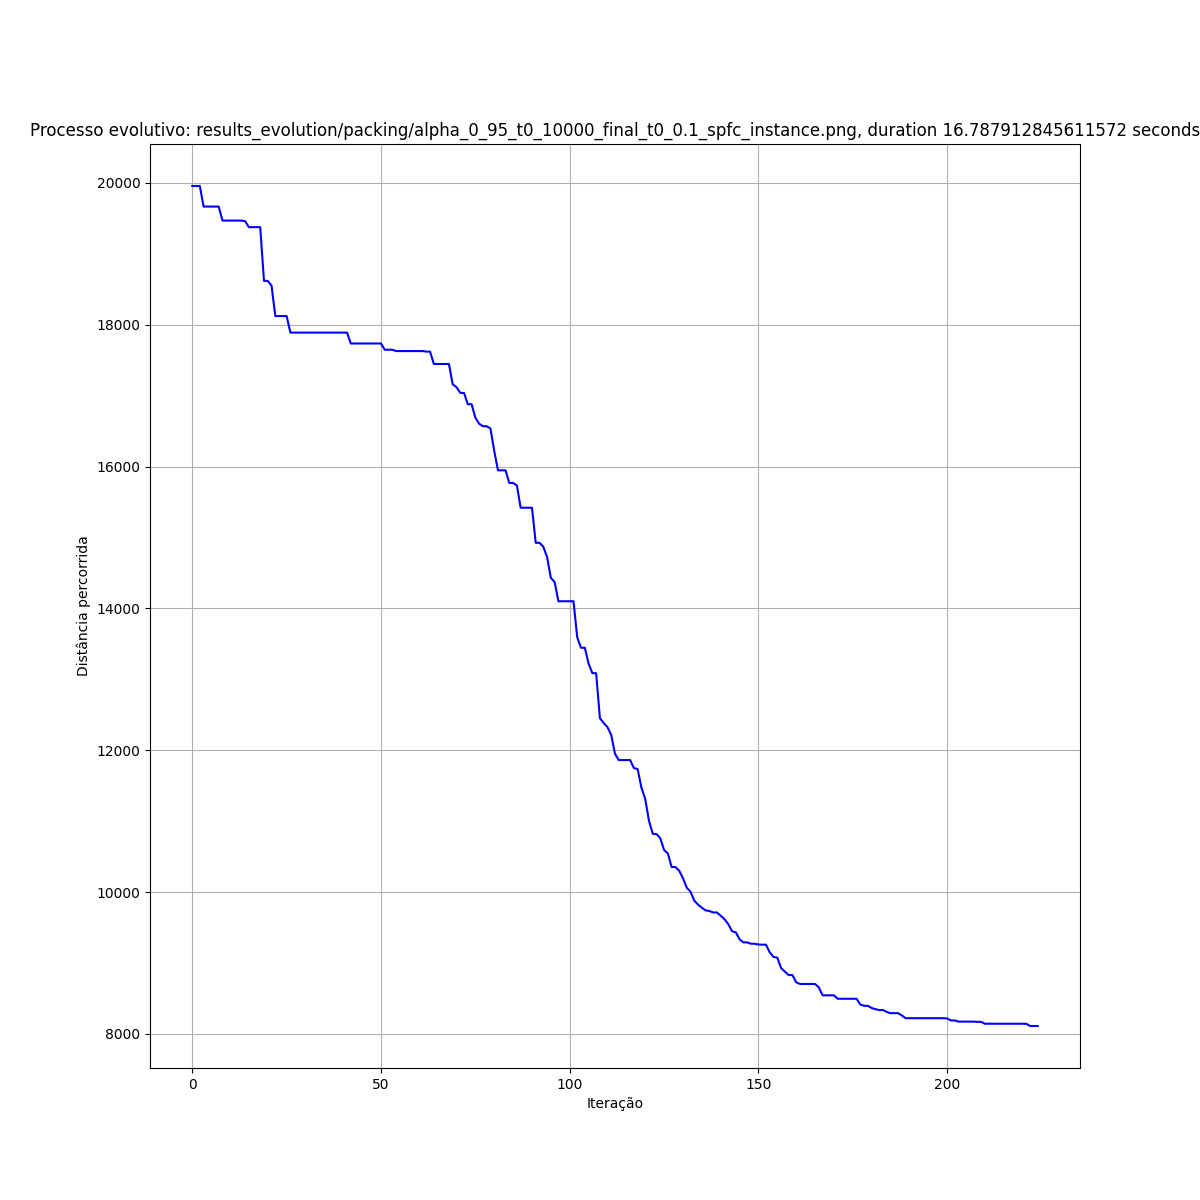 Processo evolutivo: results_evolution/packing/alpha_0_95_t0_10000_final_t0_0.1_spfc_instance.png, duration 16.787912845611572 seconds
20000
18000
16000
14000
12000
10000
8000
Distância percorrida
0 50 100 150 200
Iteração